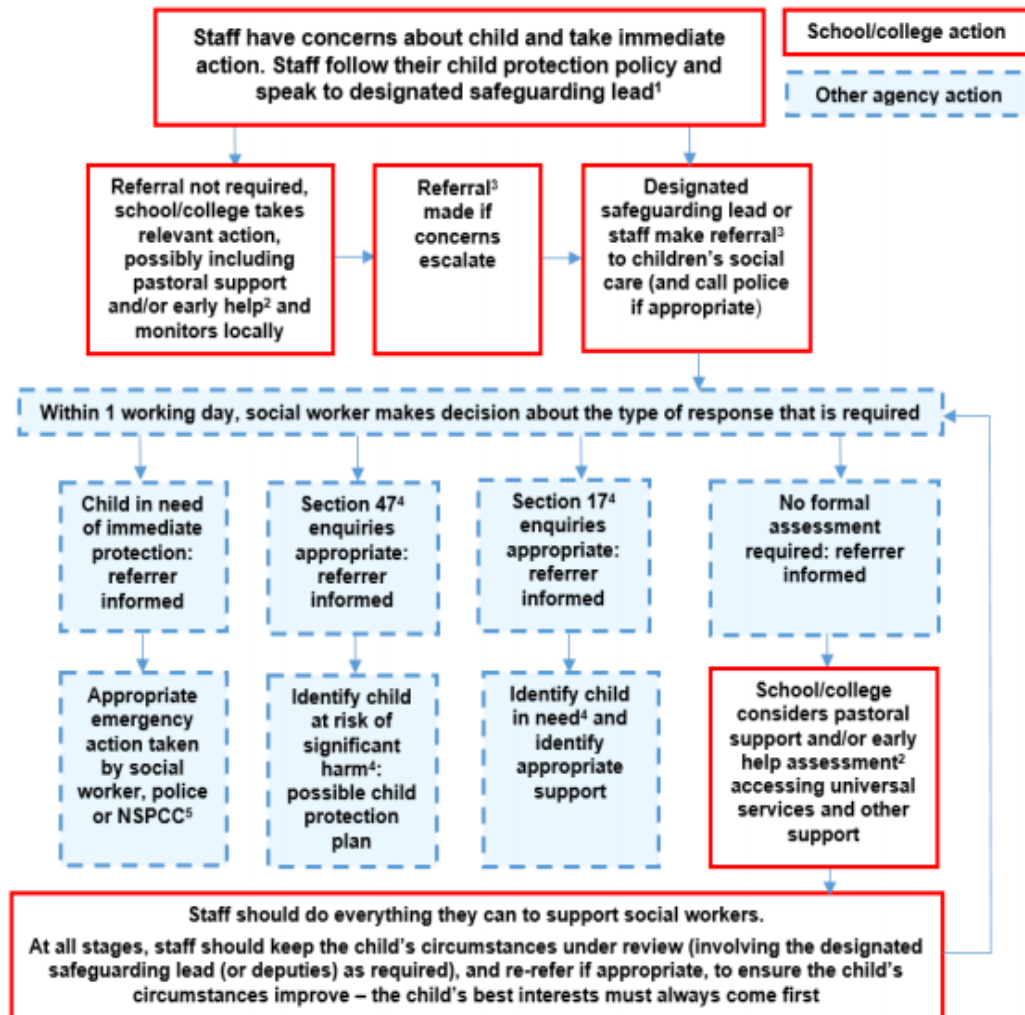 Staff have concerns about child and take immediate
action. Staff follow their child protection policy and
speak to designated safeguarding lead¹
School/college action
Other agency action
Referral not required,
school/college takes
relevant action,
possibly including
pastoral support
and/or early help² and
monitors locally
Referral³
made if
concerns
escalate
Designated
safeguarding lead or
staff make referral³
to children's social
care (and call police
if appropriate)
Within 1 working day, social worker makes decision about the type of response that is required
Child in need
of immediate
protection:
referrer
informed
Section 47⁴
enquiries
appropriate:
referrer
informed
Section 17⁴
enquiries
appropriate:
referrer
informed
No formal
assessment
required: referrer
informed
Appropriate
emergency
action taken
by social
worker, police
or NSPCC⁵
Identify child
at risk of
significant
harm⁴:
possible child
protection
plan
Identify child
in need⁴ and
identify
appropriate
support
School/college
considers pastoral
support and/or early
help assessment²
accessing universal
services and other
support
Staff should do everything they can to support social workers.
At all stages, staff should keep the child's circumstances under review (involving the designated
safeguarding lead (or deputies) as required), and re-refer if appropriate, to ensure the child's
circumstances improve – the child's best interests must always come first